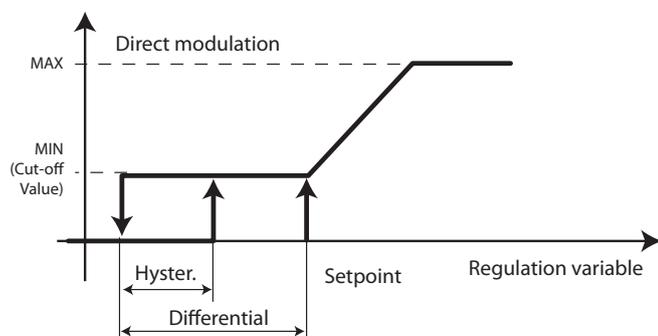 Direct modulation
MAX
MIN
(Cut-off
Value)
Hyster.
Setpoint
Regulation variable
Differential